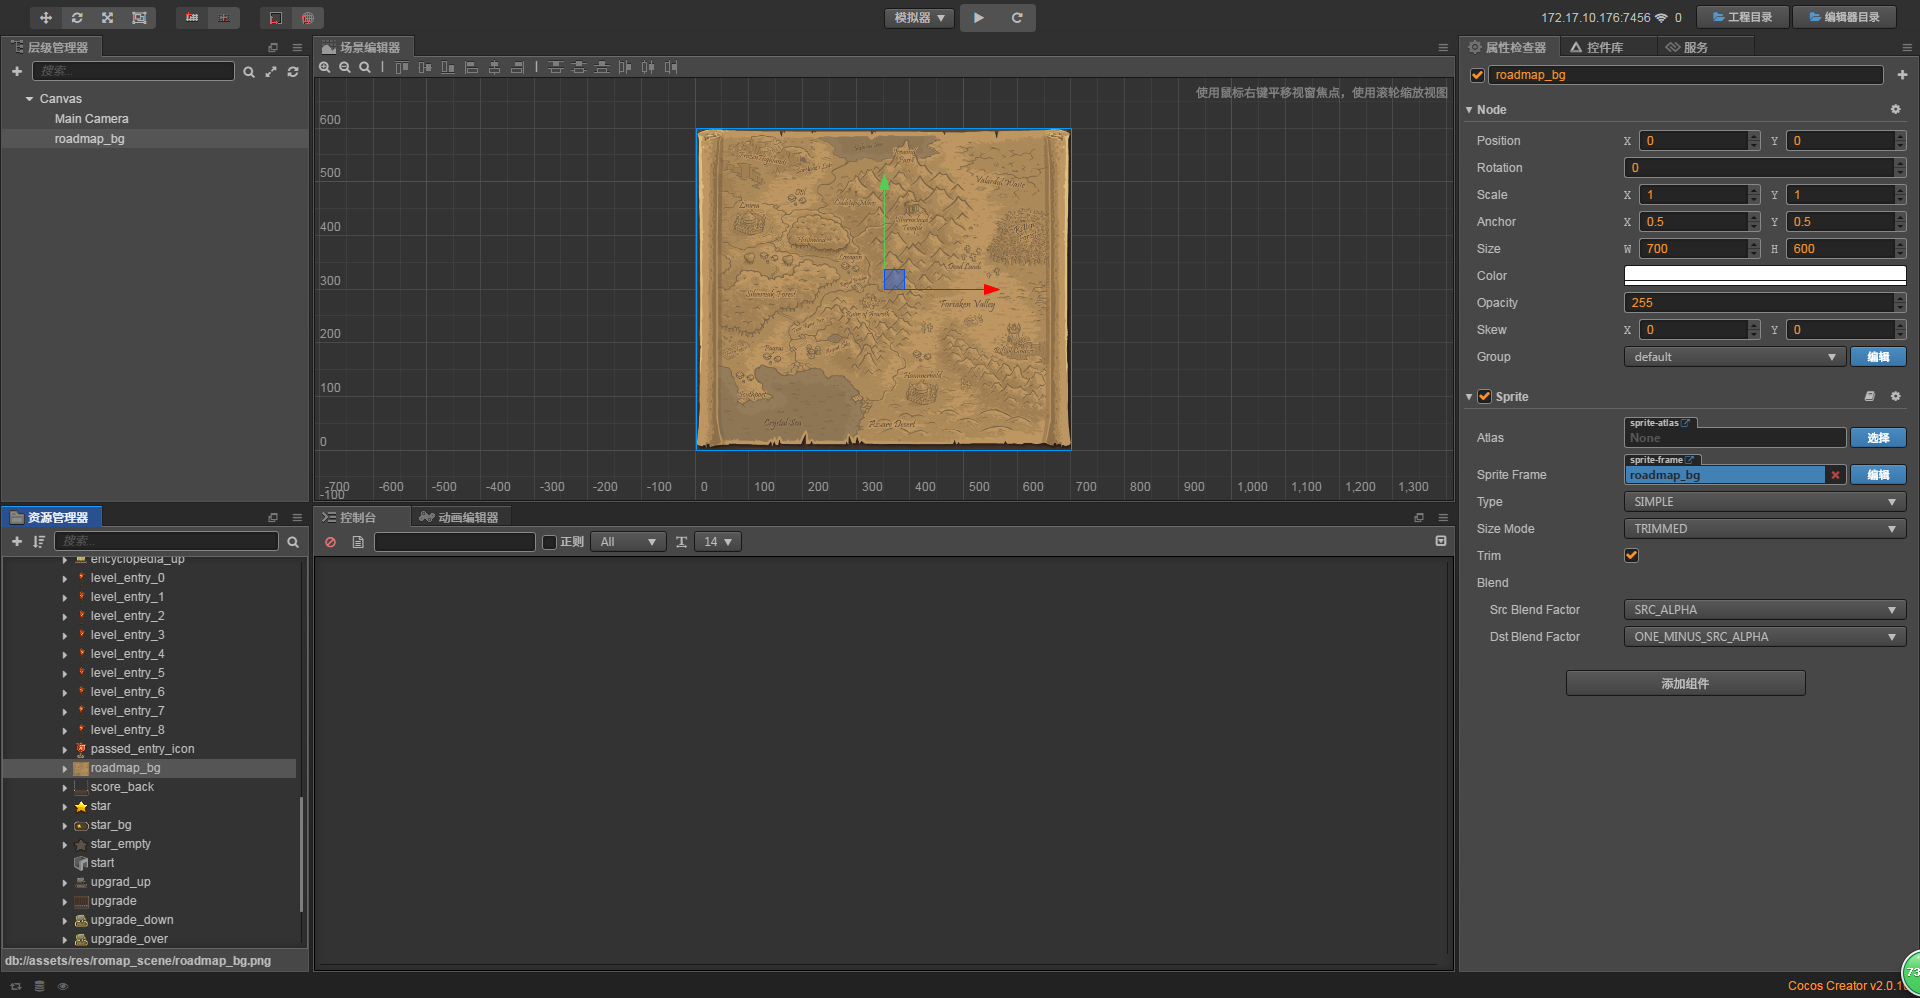 模拟器
172.17.10.176:7456
0
工程目录
编辑器目录
层级管理器
搜索...
Canvas
Main Camera
roadmap_bg
场景编辑器
使用鼠标右键平移视窗焦点，使用滚轮缩放视图
600
500
400
300
200
100
0
-100
-700
-600
-500
-400
-300
-200
-100
0
100
200
300
400
500
600
700
800
900
1,000
1,100
1,200
1,300
Valardul Waste
Shimmerak Forest
Forsaken Valley
Crystal Sea
Azsare Desert
属性检查器
控件库
服务
roadmap_bg
Node
Position
X
0
Y
0
Rotation
0
Scale
X
1
Y
1
Anchor
X
0.5
Y
0.5
Size
W
700
H
600
Color
Opacity
255
Skew
X
0
Y
0
Group
default
编辑
Sprite
Atlas
sprite-atlas
None
选择
Sprite Frame
sprite-frame
roadmap_bg
编辑
Type
SIMPLE
Size Mode
TRIMMED
Trim
Blend
Src Blend Factor
SRC_ALPHA
Dst Blend Factor
ONE_MINUS_SRC_ALPHA
添加组件
资源管理器
搜索...
encyclopedia_up
level_entry_0
level_entry_1
level_entry_2
level_entry_3
level_entry_4
level_entry_5
level_entry_6
level_entry_7
level_entry_8
passed_entry_icon
roadmap_bg
score_back
star
star_bg
star_empty
start
upgrad_up
upgrade
upgrade_down
upgrade_over
db://assets/res/romap_scene/roadmap_bg.png
控制台
动画编辑器
正则
All
14
73
Cocos Creator v2.0.1